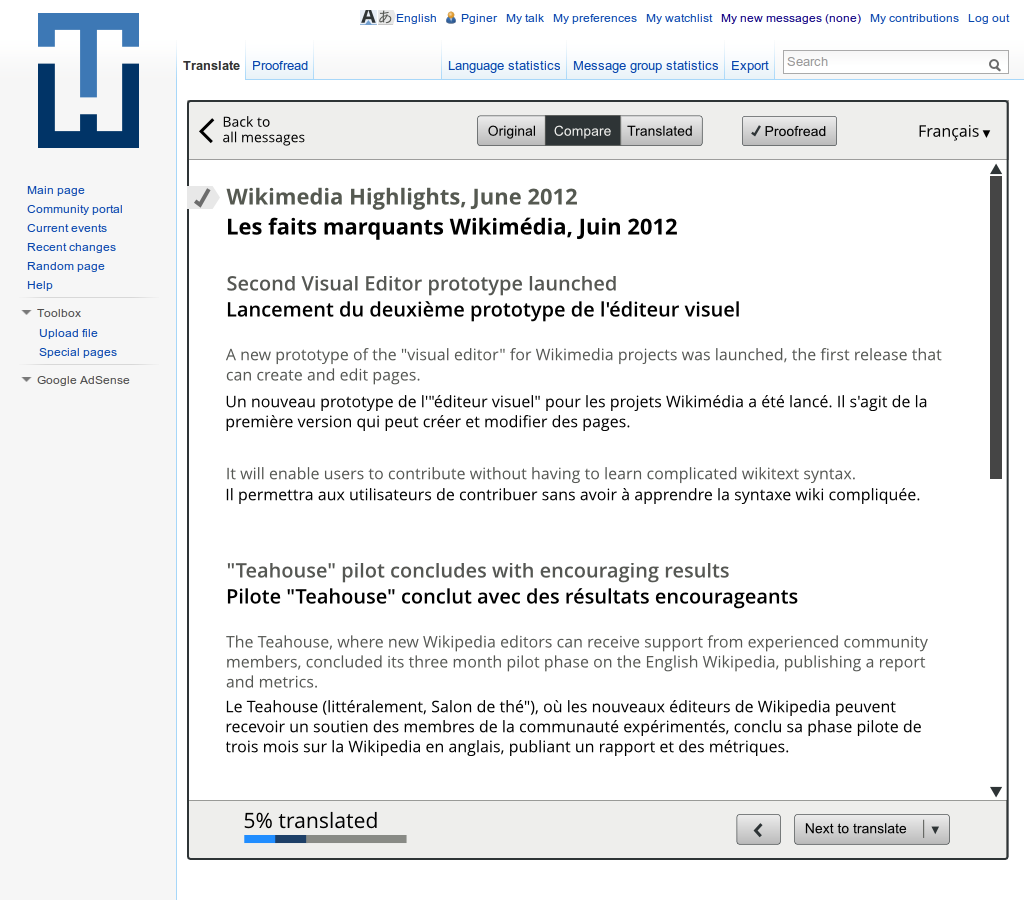 Aあ English Pginer My talk My preferences My watchlist My new messages (none) My contributions Log out
Translate Proofread Language statistics Message group statistics Export Search
Main page
Community portal
Current events
Recent changes
Random page
Help
Toolbox
Upload file
Special pages
Google AdSense
Back to
all messages
Original Compare Translated ✓ Proofread Français ▾
Wikimedia Highlights, June 2012
Les faits marquants Wikimédia, Juin 2012
Second Visual Editor prototype launched
Lancement du deuxième prototype de l'éditeur visuel
A new prototype of the "visual editor" for Wikimedia projects was launched, the first release that
can create and edit pages.
Un nouveau prototype de l'"éditeur visuel" pour les projets Wikimédia a été lancé. Il s'agit de la
première version qui peut créer et modifier des pages.
It will enable users to contribute without having to learn complicated wikitext syntax.
Il permettra aux utilisateurs de contribuer sans avoir à apprendre la syntaxe wiki compliquée.
"Teahouse" pilot concludes with encouraging results
Pilote "Teahouse" conclut avec des résultats encourageants
The Teahouse, where new Wikipedia editors can receive support from experienced community
members, concluded its three month pilot phase on the English Wikipedia, publishing a report
and metrics.
Le Teahouse (littéralement, Salon de thé"), où les nouveaux éditeurs de Wikipedia peuvent
recevoir un soutien des membres de la communauté expérimentés, conclu sa phase pilote de
trois mois sur la Wikipedia en anglais, publiant un rapport et des métriques.
5% translated
Next to translate ▾